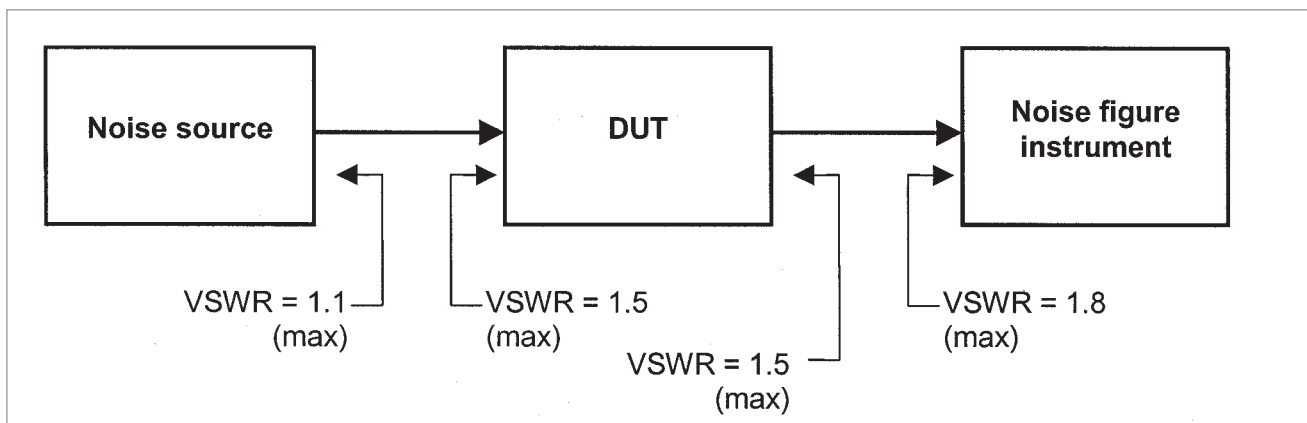 Noise source
DUT
Noise figure
instrument
VSWR = 1.1
(max)
VSWR = 1.5
(max)
VSWR = 1.5
(max)
VSWR = 1.8
(max)